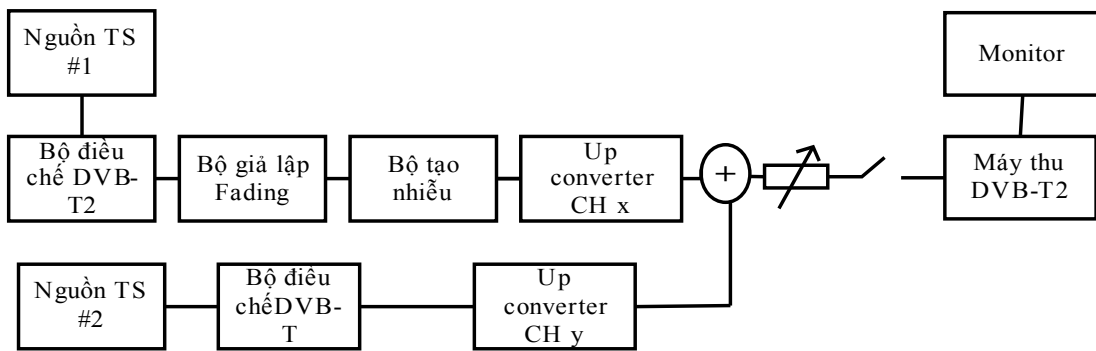 Nguồn TS
#1
Monitor
Bộ điều
chế DVB-
T2
Bộ giả lập
Fading
Bộ tạo
nhiễu
Up
converter
CH x
+
Máy thu
DVB-T2
Nguồn TS
#2
Bộ điều
chếDVB-
T
Up
converter
CH y